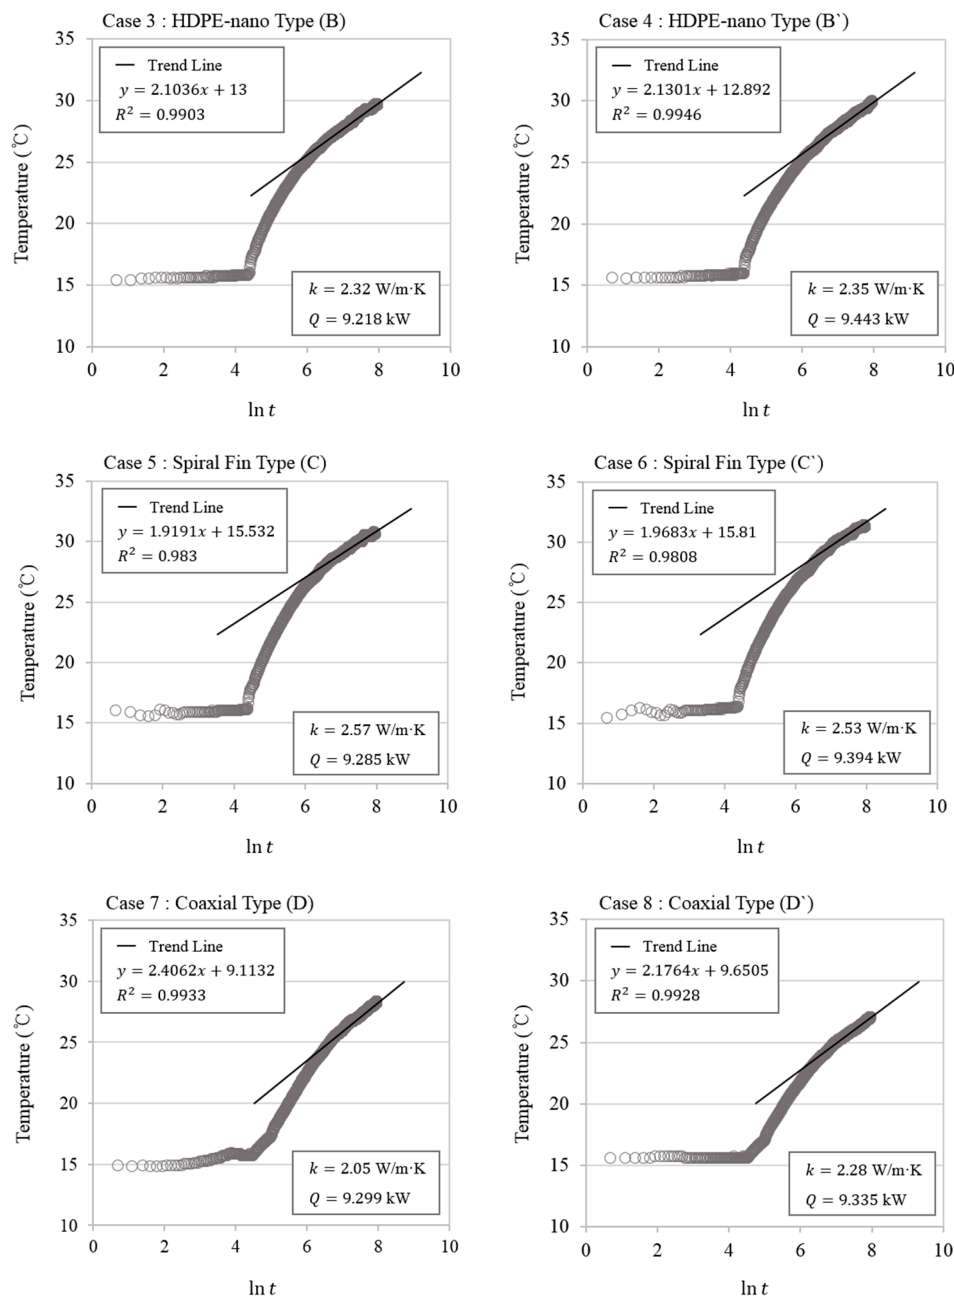 Case 3 : HDPE-nano Type (B)
35
30
25
20
15
10
Temperature (℃)
Trend Line
y = 2.1036x + 13
R² = 0.9903
k = 2.32 W/m·K
Q = 9.218 kW
0 2 4 6 8 10
ln t
Case 4 : HDPE-nano Type (B`)
35
30
25
20
15
10
Temperature (℃)
Trend Line
y = 2.1301x + 12.892
R² = 0.9946
k = 2.35 W/m·K
Q = 9.443 kW
0 2 4 6 8 10
ln t
Case 5 : Spiral Fin Type (C)
35
30
25
20
15
10
Temperature (℃)
Trend Line
y = 1.9191x + 15.532
R² = 0.983
k = 2.57 W/m·K
Q = 9.285 kW
0 2 4 6 8 10
ln t
Case 6 : Spiral Fin Type (C`)
35
30
25
20
15
10
Temperature (℃)
Trend Line
y = 1.9683x + 15.81
R² = 0.9808
k = 2.53 W/m·K
Q = 9.394 kW
0 2 4 6 8 10
ln t
Case 7 : Coaxial Type (D)
35
30
25
20
15
10
Temperature (℃)
Trend Line
y = 2.4062x + 9.1132
R² = 0.9933
k = 2.05 W/m·K
Q = 9.299 kW
0 2 4 6 8 10
ln t
Case 8 : Coaxial Type (D`)
35
30
25
20
15
10
Temperature (℃)
Trend Line
y = 2.1764x + 9.6505
R² = 0.9928
k = 2.28 W/m·K
Q = 9.335 kW
0 2 4 6 8 10
ln t